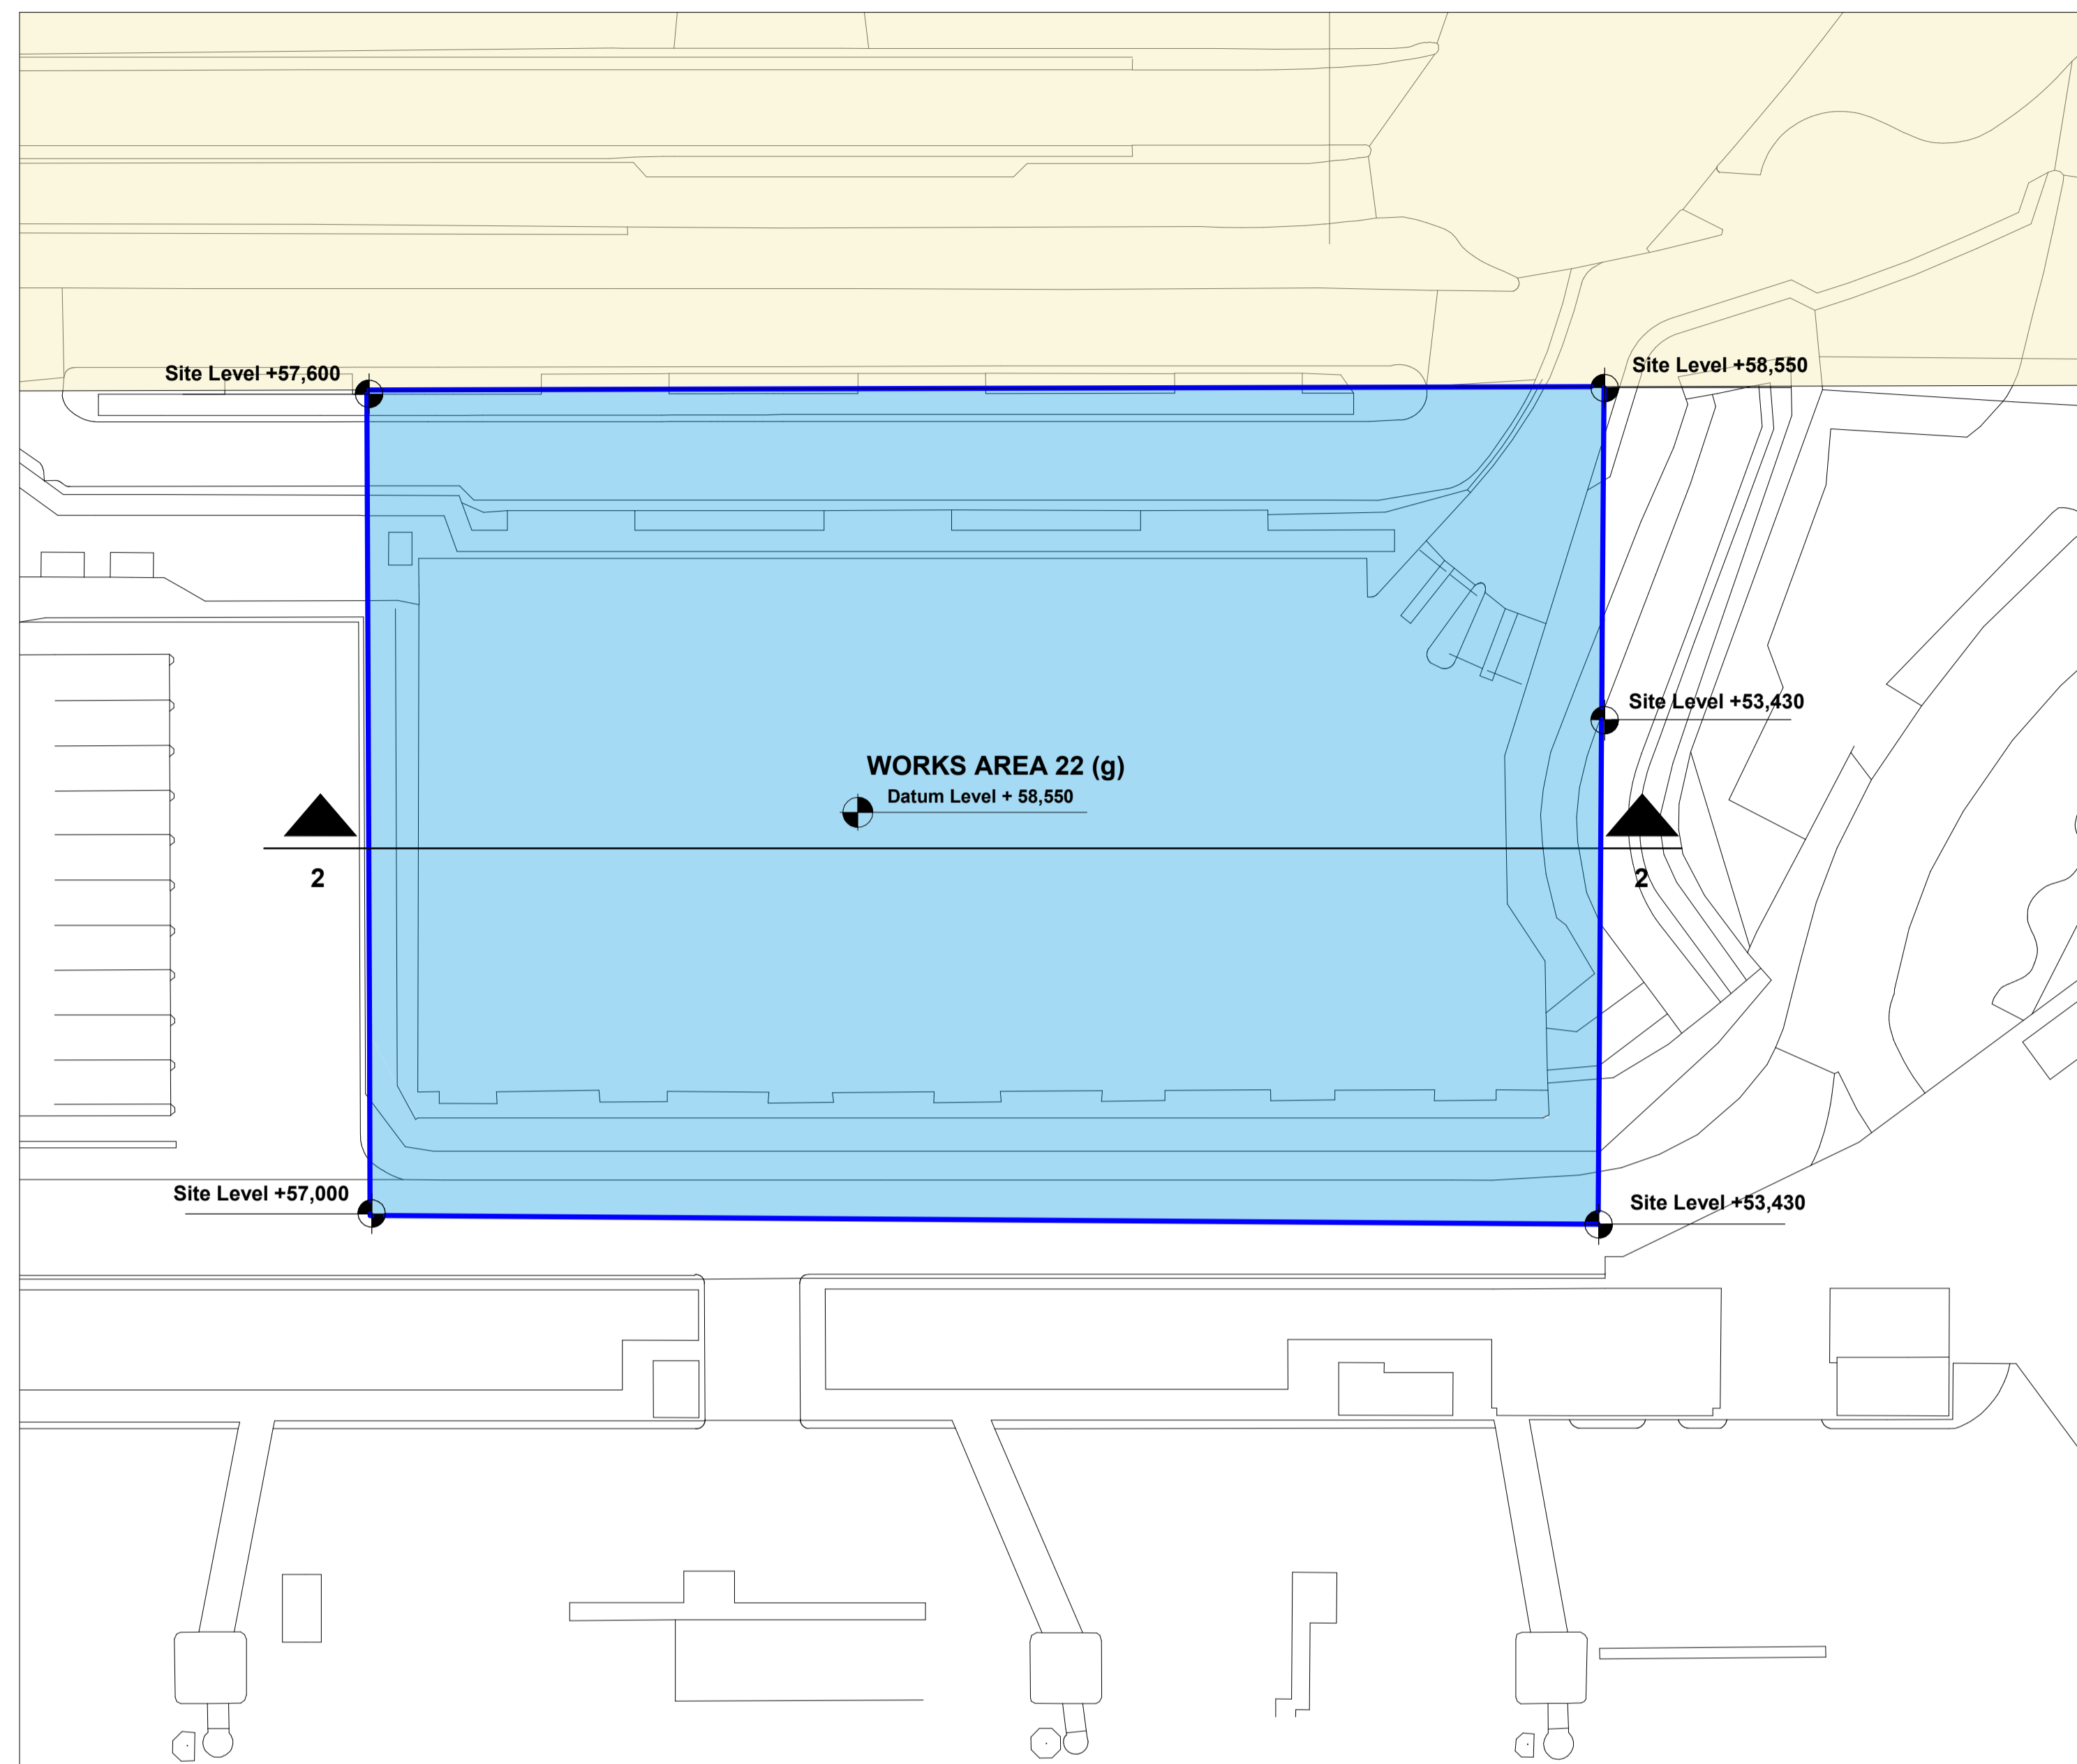 Site Level +57,600
Site Level +58,550
Site Level +53,430
WORKS AREA 22 (g)
Datum Level + 58,550
2
2
Site Level +57,000
Site Level +53,430